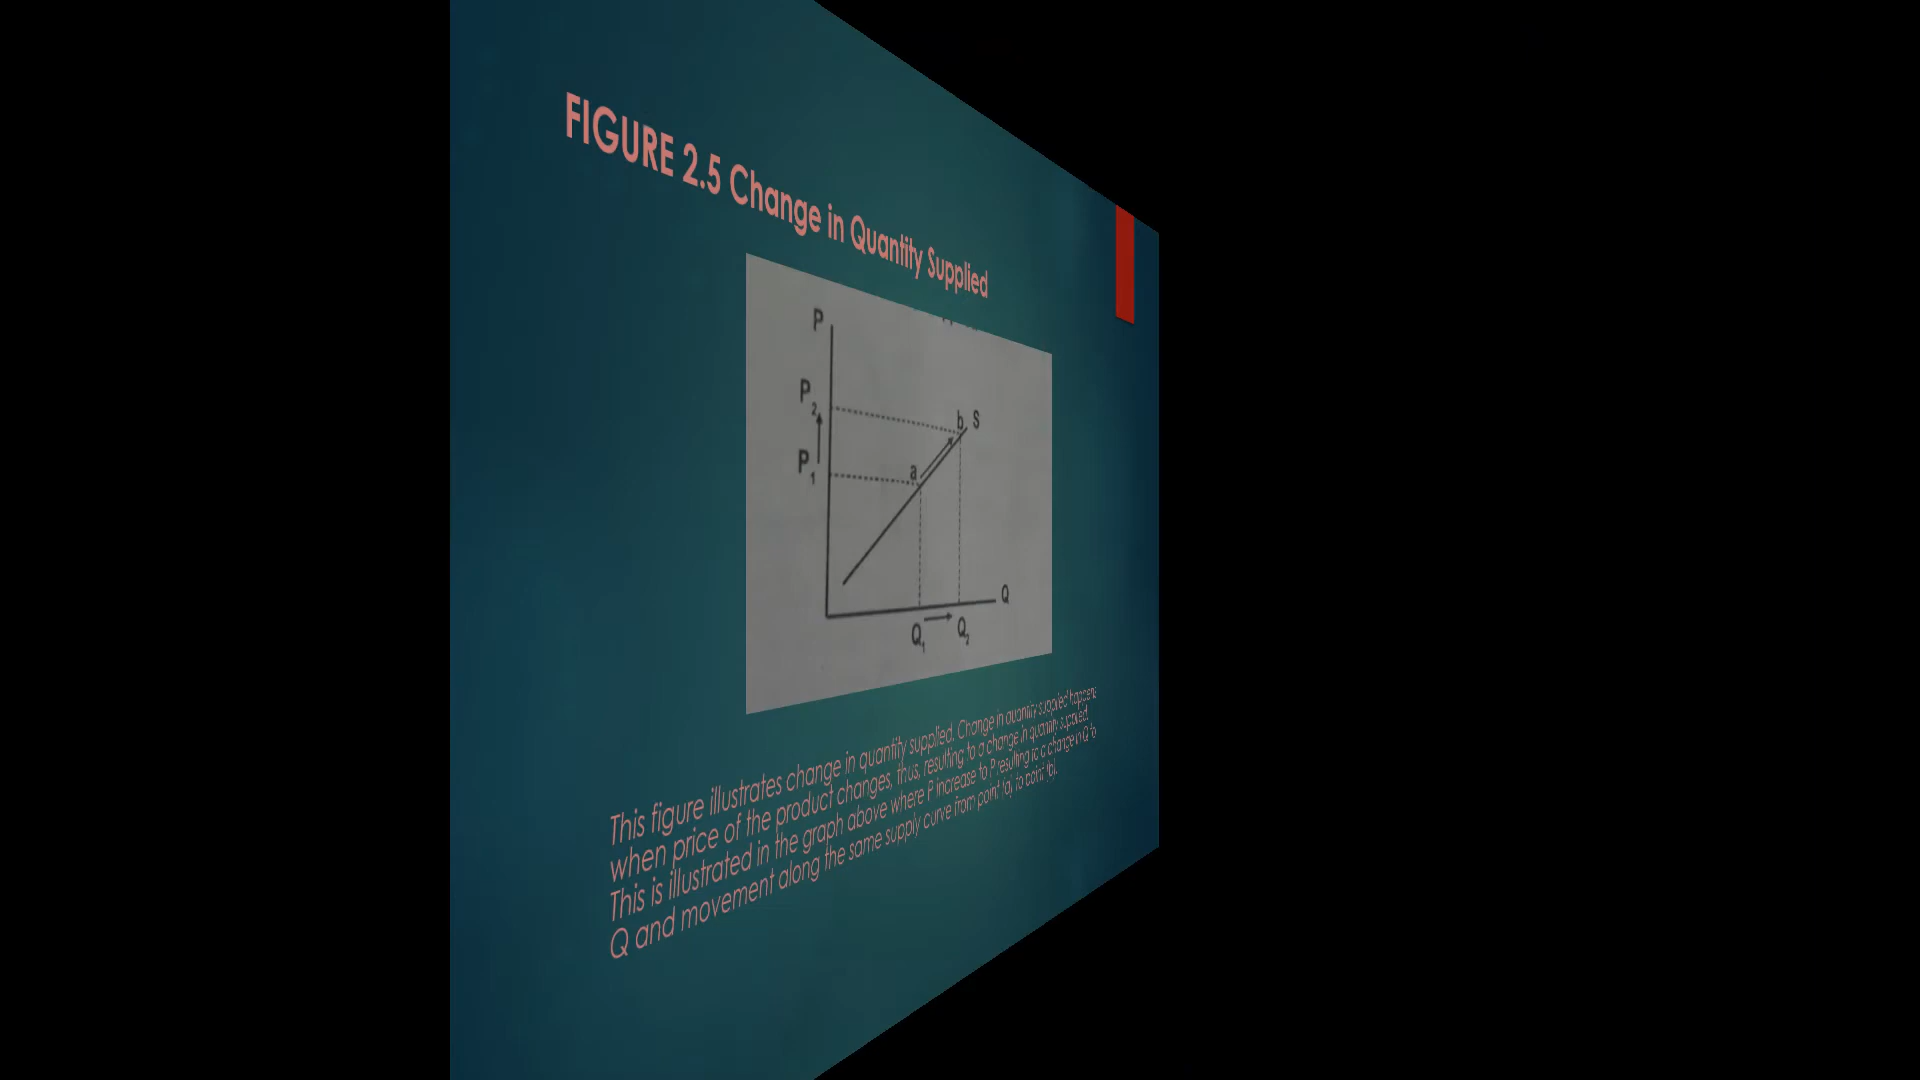 FIGURE 2.5 Change in Quantity Supplied
P
P2
P1
a
b
S
Q
Q1
Q2
This figure illustrates change in quantity supplied. Change in quantity supplied happens
when price of the product changes, thus, resulting to a change in quantity supplied.
This is illustrated in the graph above where P increase to P resulting to a change in Q to
Q and movement along the same supply curve from point (a) to point (b).